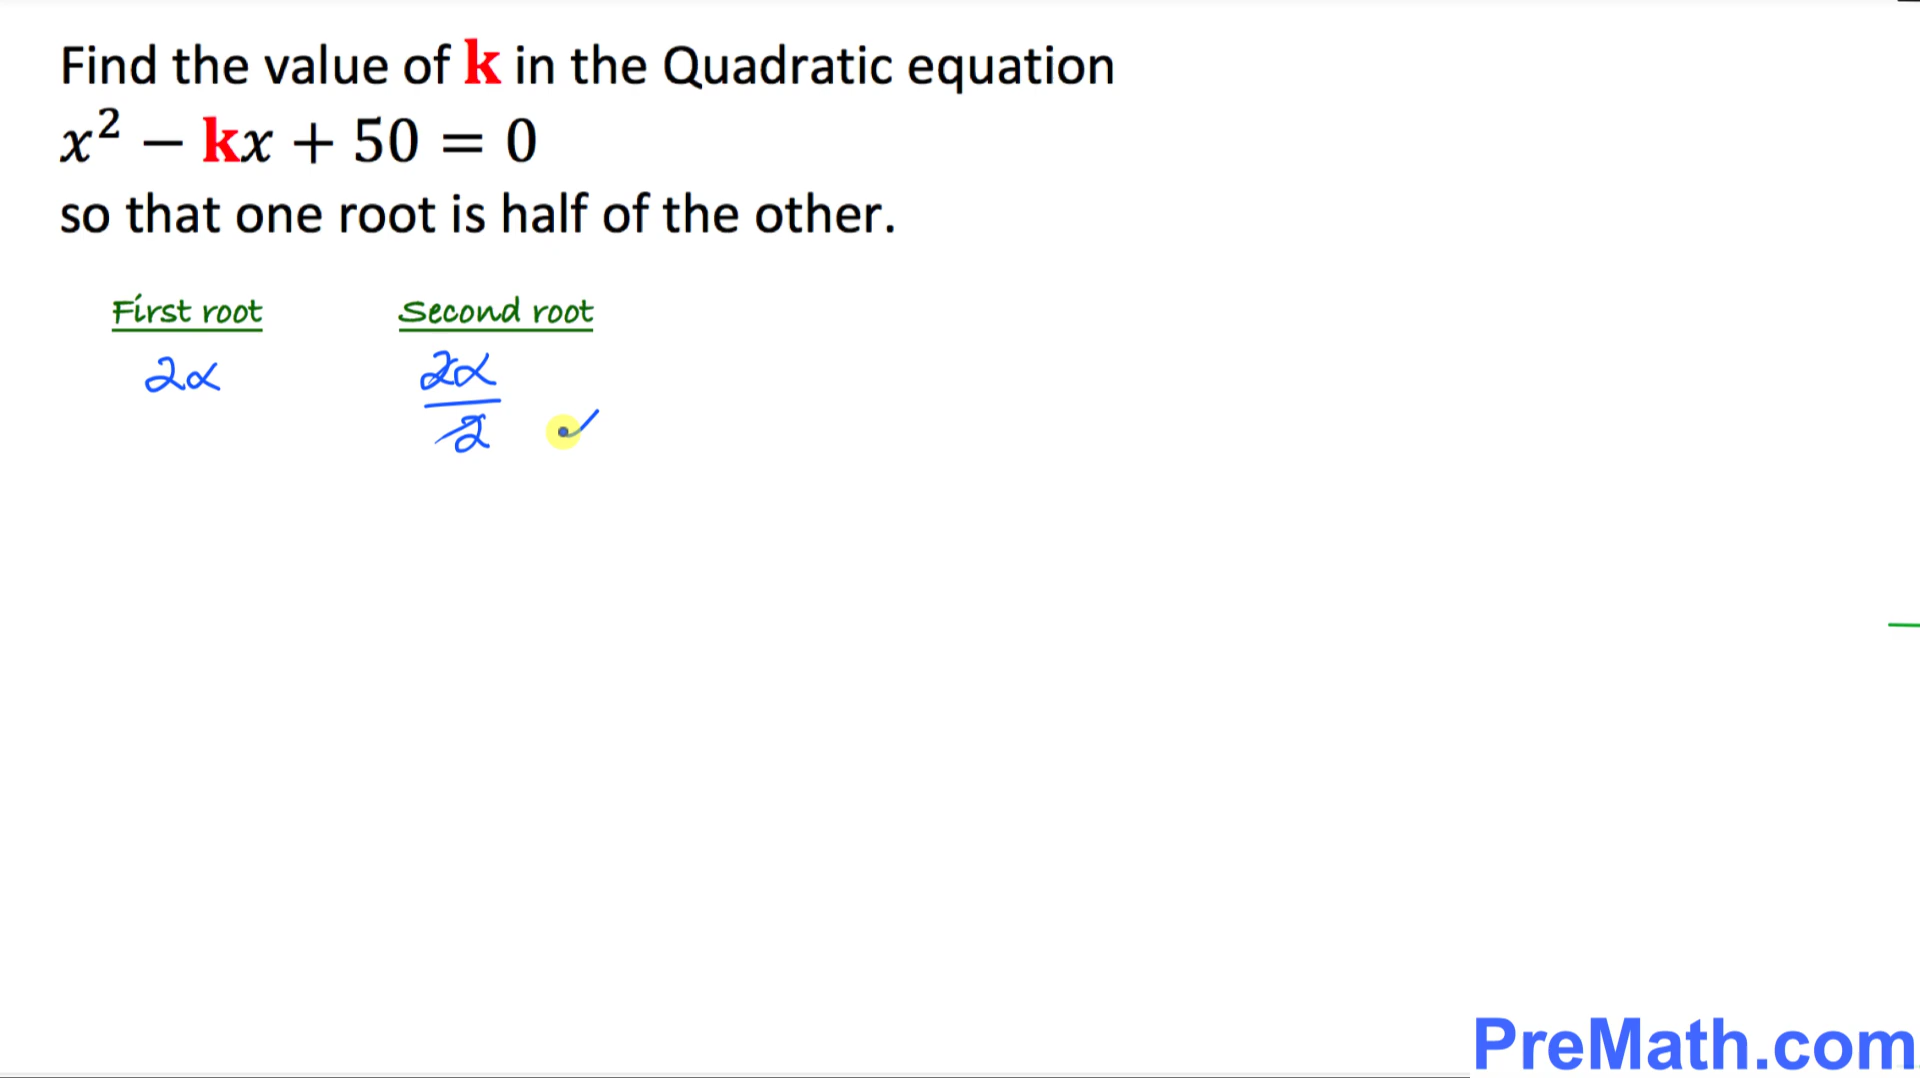 Find the value of k in the Quadratic equation
x² − kx + 50 = 0
so that one root is half of the other.
First root Second root
2α 2α
2
PreMath.com